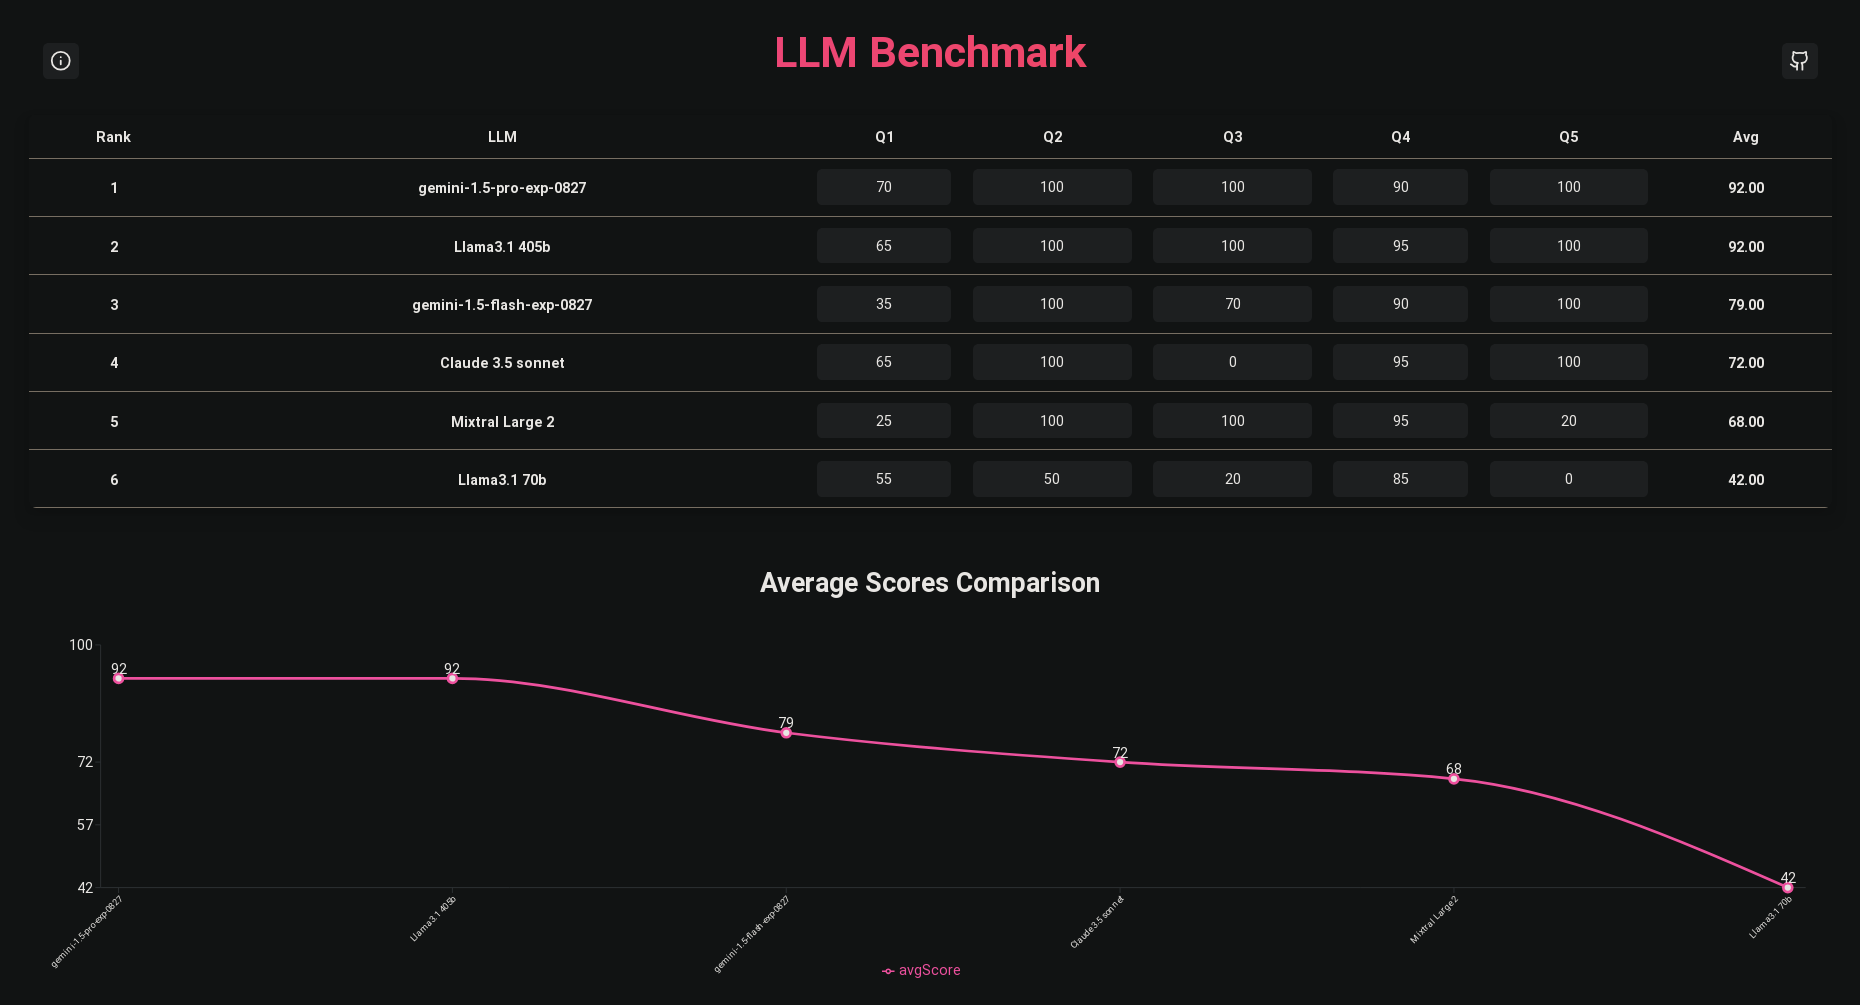 LLM Benchmark
Rank LLM Q1 Q2 Q3 Q4 Q5 Avg
1 gemini-1.5-pro-exp-0827 70 100 100 90 100 92.00
2 Llama3.1 405b 65 100 100 95 100 92.00
3 gemini-1.5-flash-exp-0827 35 100 70 90 100 79.00
4 Claude 3.5 sonnet 65 100 0 95 100 72.00
5 Mixtral Large 2 25 100 100 95 20 68.00
6 Llama3.1 70b 55 50 20 85 0 42.00
Average Scores Comparison
100
92 92
79
72 72
68
57
42 42
gemini-1.5-pro-exp-0827 Llama3.1 405b gemini-1.5-flash-exp-0827 Claude 3.5 sonnet Mixtral Large 2 Llama3.1 70b
avgScore